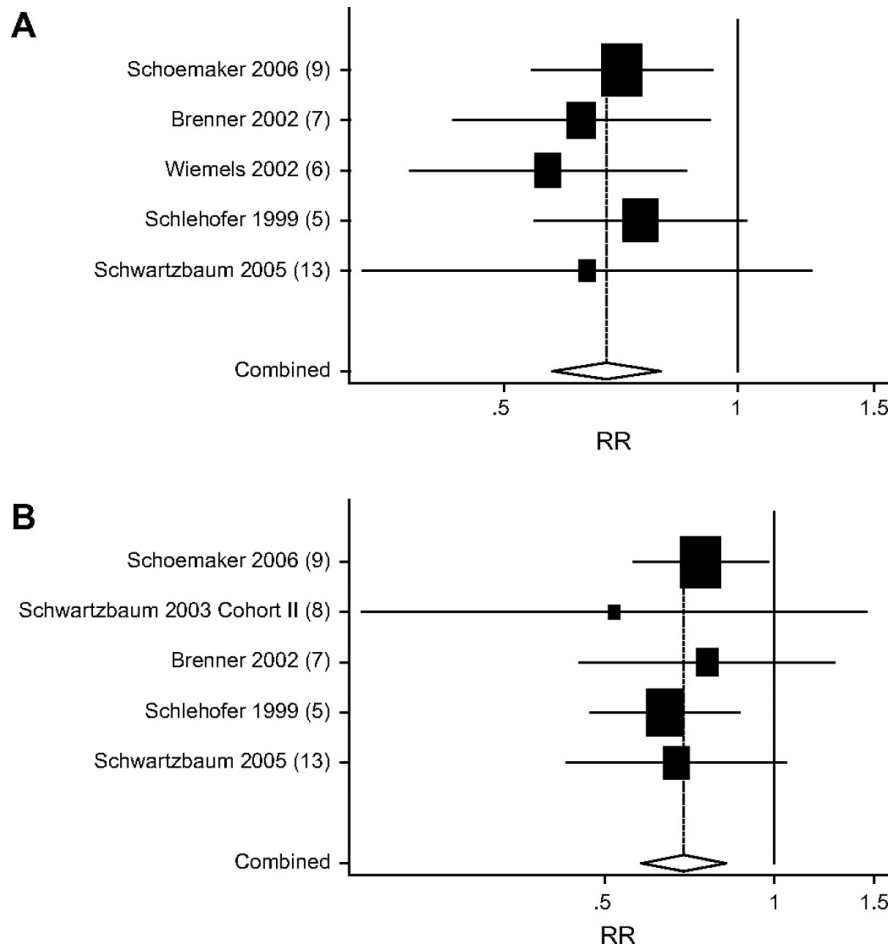 A
Schoemaker 2006 (9)
Brenner 2002 (7)
Wiemels 2002 (6)
Schlehofer 1999 (5)
Schwartzbaum 2005 (13)
Combined
.5 1 1.5
RR
B
Schoemaker 2006 (9)
Schwartzbaum 2003 Cohort II (8)
Brenner 2002 (7)
Schlehofer 1999 (5)
Schwartzbaum 2005 (13)
Combined
.5 1 1.5
RR